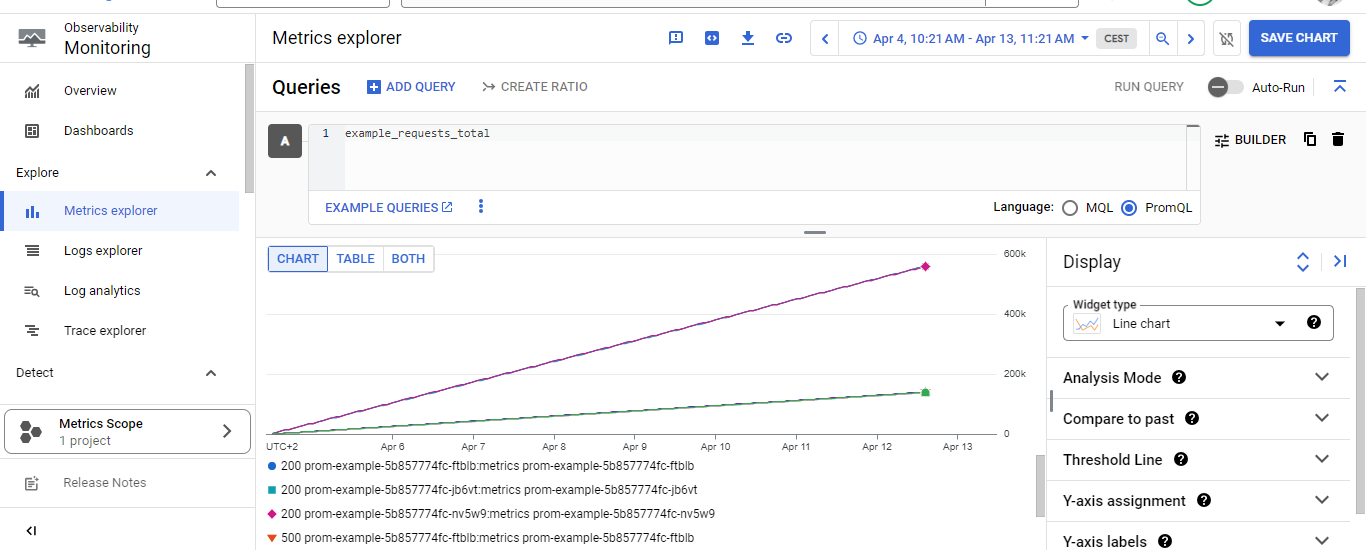 Observability
Monitoring
Metrics explorer
Apr 4, 10:21 AM - Apr 13, 11:21 AM
CEST
SAVE CHART
Overview
Dashboards
Explore
Metrics explorer
Logs explorer
Log analytics
Trace explorer
Detect
Metrics Scope
1 project
Release Notes
Queries
ADD QUERY
CREATE RATIO
RUN QUERY
Auto-Run
A
1 example_requests_total
BUILDER
EXAMPLE QUERIES
Language: MQL PromQL
CHART TABLE BOTH
600k
400k
200k
0
UTC+2 Apr 6 Apr 7 Apr 8 Apr 9 Apr 10 Apr 11 Apr 12 Apr 13
200 prom-example-5b857774fc-ftblb:metrics prom-example-5b857774fc-ftblb
200 prom-example-5b857774fc-jb6vt:metrics prom-example-5b857774fc-jb6vt
200 prom-example-5b857774fc-nv5w9:metrics prom-example-5b857774fc-nv5w9
500 prom-example-5b857774fc-ftblb:metrics prom-example-5b857774fc-ftblb
Display
Widget type
Line chart
Analysis Mode
Compare to past
Threshold Line
Y-axis assignment
Y-axis labels